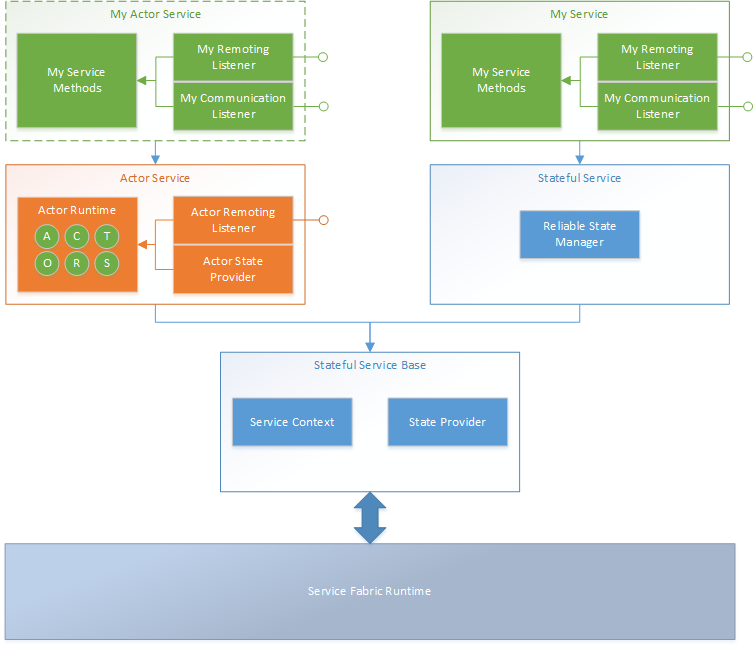 My Actor Service
My Service
Methods
My Remoting
Listener
My Communication
Listener
My Service
My Service
Methods
My Remoting
Listener
My Communication
Listener
Actor Service
Actor Runtime
A C T
O R S
Actor Remoting
Listener
Actor State
Provider
Stateful Service
Reliable State
Manager
Stateful Service Base
Service Context
State Provider
Service Fabric Runtime